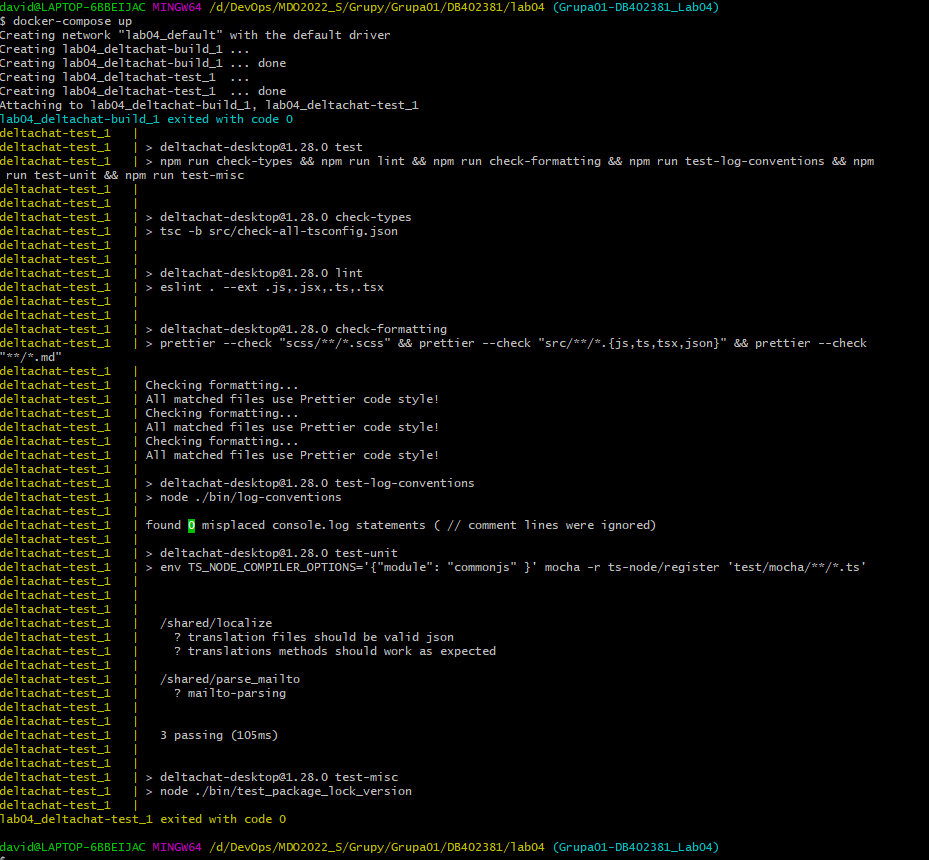 david@LAPTOP-6BBEIJAC MINGW64 /d/DevOps/MDO2022_S/Grupy/Grupa01/DB402381/lab04 (Grupa01-DB402381_Lab04)
$ docker-compose up
Creating network "lab04_default" with the default driver
Creating lab04_deltachat-build_1 ...
Creating lab04_deltachat-build_1 ... done
Creating lab04_deltachat-test_1  ...
Creating lab04_deltachat-test_1  ... done
Attaching to lab04_deltachat-build_1, lab04_deltachat-test_1
lab04_deltachat-build_1 exited with code 0
deltachat-test_1   |
deltachat-test_1   | > deltachat-desktop@1.28.0 test
deltachat-test_1   | > npm run check-types && npm run lint && npm run check-formatting && npm run test-log-conventions && npm
 run test-unit && npm run test-misc
deltachat-test_1   |
deltachat-test_1   |
deltachat-test_1   | > deltachat-desktop@1.28.0 check-types
deltachat-test_1   | > tsc -b src/check-all-tsconfig.json
deltachat-test_1   |
deltachat-test_1   |
deltachat-test_1   | > deltachat-desktop@1.28.0 lint
deltachat-test_1   | > eslint . --ext .js,.jsx,.ts,.tsx
deltachat-test_1   |
deltachat-test_1   |
deltachat-test_1   | > deltachat-desktop@1.28.0 check-formatting
deltachat-test_1   | > prettier --check "scss/**/*.scss" && prettier --check "src/**/*.{js,ts,tsx,json}" && prettier --check
"**/*.md"
deltachat-test_1   |
deltachat-test_1   | Checking formatting...
deltachat-test_1   | All matched files use Prettier code style!
deltachat-test_1   | Checking formatting...
deltachat-test_1   | All matched files use Prettier code style!
deltachat-test_1   | Checking formatting...
deltachat-test_1   | All matched files use Prettier code style!
deltachat-test_1   |
deltachat-test_1   | > deltachat-desktop@1.28.0 test-log-conventions
deltachat-test_1   | > node ./bin/log-conventions
deltachat-test_1   |
deltachat-test_1   | found 0 misplaced console.log statements ( // comment lines were ignored)
deltachat-test_1   |
deltachat-test_1   | > deltachat-desktop@1.28.0 test-unit
deltachat-test_1   | > env TS_NODE_COMPILER_OPTIONS='{"module": "commonjs" }' mocha -r ts-node/register 'test/mocha/**/*.ts'
deltachat-test_1   |
deltachat-test_1   |
deltachat-test_1   |
deltachat-test_1   |   /shared/localize
deltachat-test_1   |     ? translation files should be valid json
deltachat-test_1   |     ? translations methods should work as expected
deltachat-test_1   |
deltachat-test_1   |   /shared/parse_mailto
deltachat-test_1   |     ? mailto-parsing
deltachat-test_1   |
deltachat-test_1   |
deltachat-test_1   |   3 passing (105ms)
deltachat-test_1   |
deltachat-test_1   |
deltachat-test_1   | > deltachat-desktop@1.28.0 test-misc
deltachat-test_1   | > node ./bin/test_package_lock_version
deltachat-test_1   |
lab04_deltachat-test_1 exited with code 0

david@LAPTOP-6BBEIJAC MINGW64 /d/DevOps/MDO2022_S/Grupy/Grupa01/DB402381/lab04 (Grupa01-DB402381_Lab04)